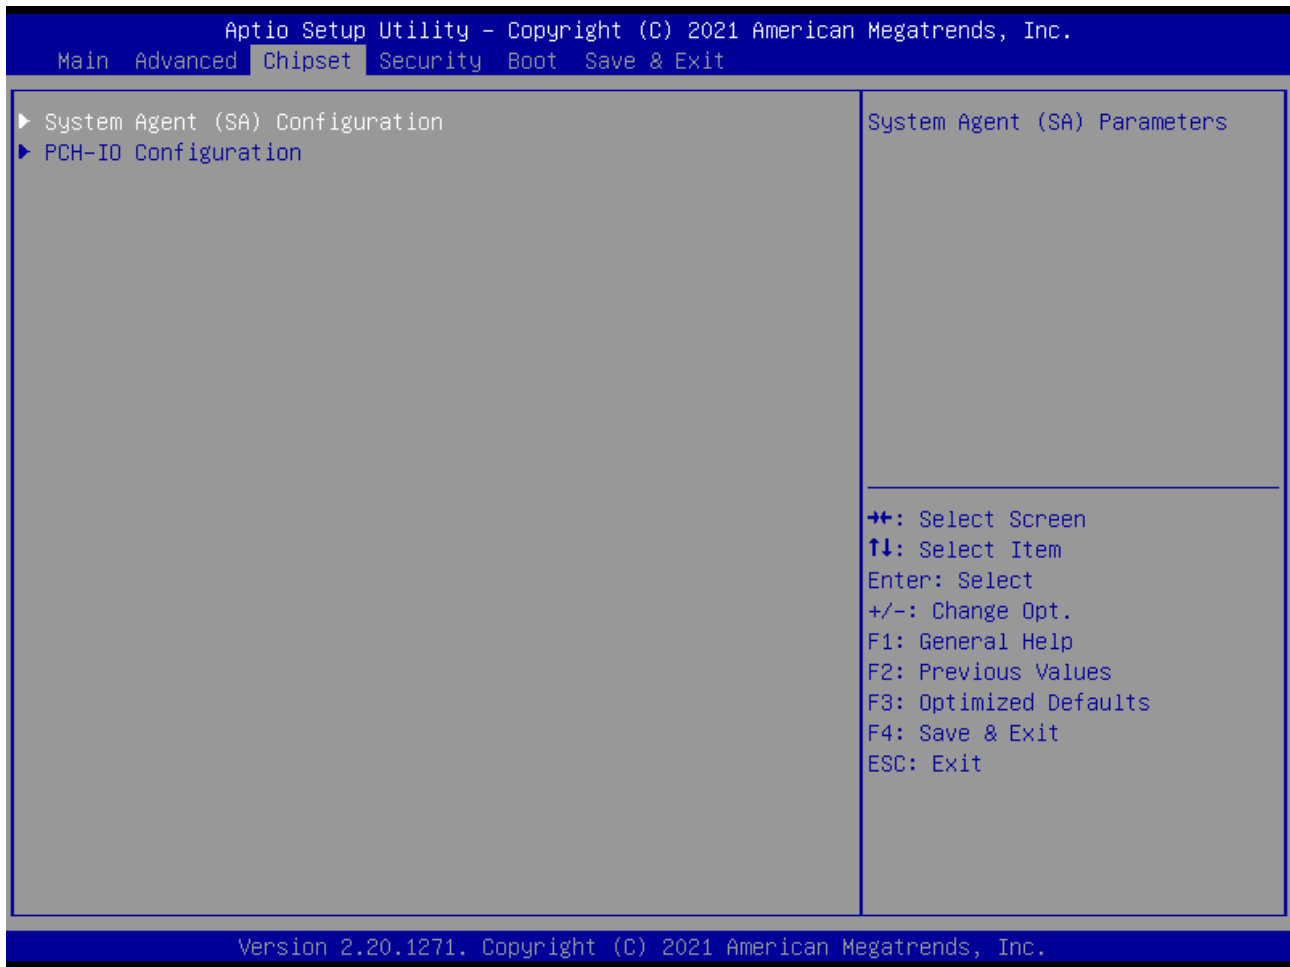 Aptio Setup Utility – Copyright (C) 2021 American Megatrends, Inc.
Main Advanced Chipset Security Boot Save & Exit
▶ System Agent (SA) Configuration
▶ PCH-IO Configuration
System Agent (SA) Parameters
→←: Select Screen
↑↓: Select Item
Enter: Select
+/-: Change Opt.
F1: General Help
F2: Previous Values
F3: Optimized Defaults
F4: Save & Exit
ESC: Exit
Version 2.20.1271. Copyright (C) 2021 American Megatrends, Inc.